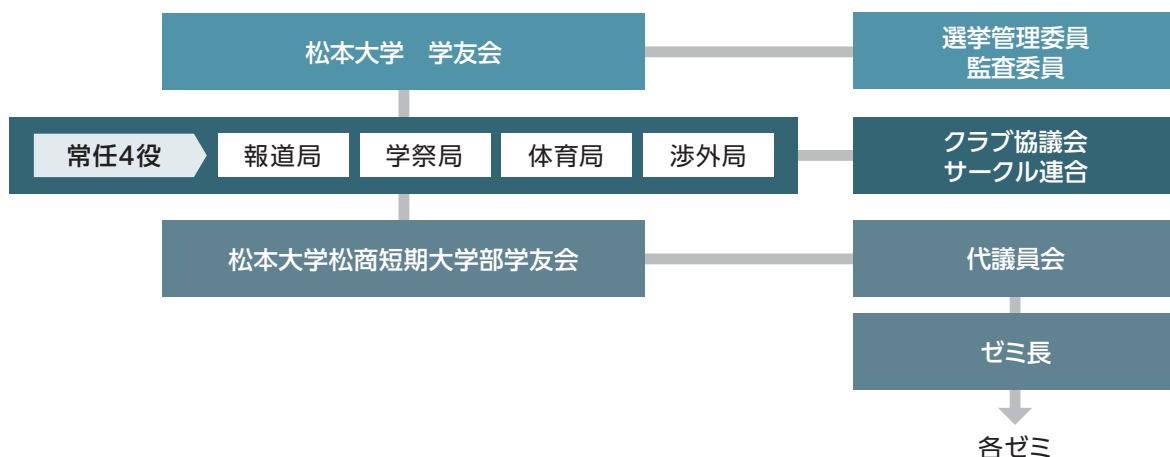 松本大学　学友会
選挙管理委員
監査委員
常任4役
報道局
学祭局
体育局
渉外局
クラブ協議会
サークル連合
松本大学松商短期大学部学友会
代議員会
ゼミ長
各ゼミ